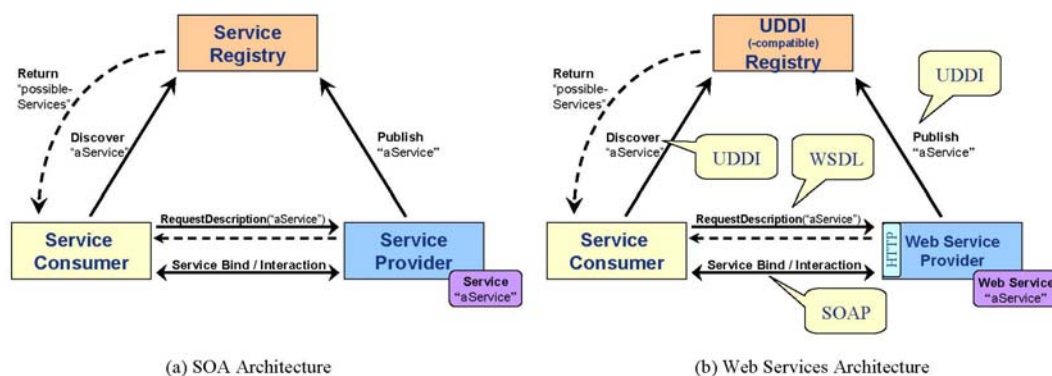 Service
Registry
Return
"possible-
Services"
Discover
"aService"
Publish
"aService"
RequestDescription("aService")
Service
Consumer
Service
Provider
Service Bind / Interaction
Service
"aService"
(a) SOA Architecture
UDDI
(-compatible)
Registry
UDDI
Return
"possible-
Services"
Discover
"aService"
UDDI
WSDL
Publish
"aService"
RequestDescription("aService")
Service
Consumer
HTTP
Web Service
Provider
Service Bind / Interaction
Web Service
"aService"
SOAP
(b) Web Services Architecture